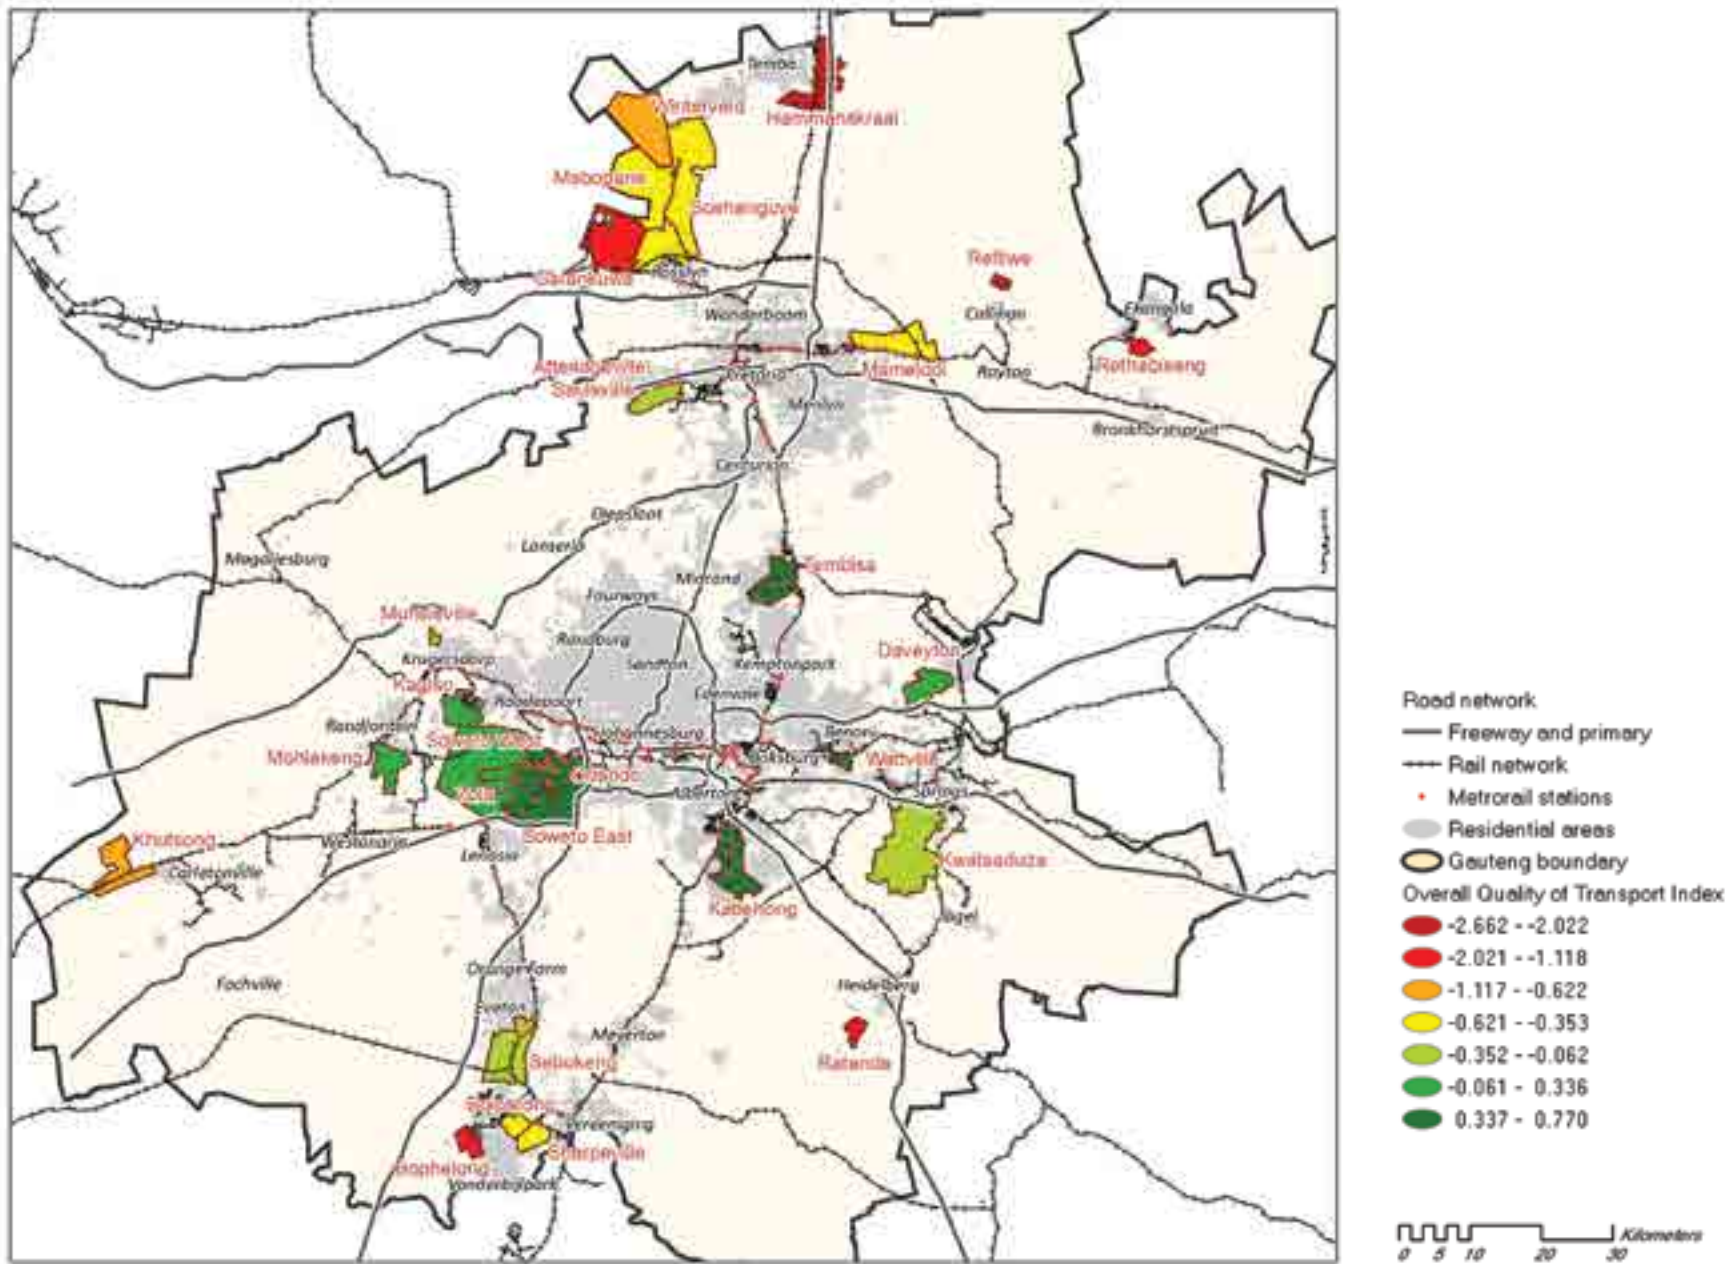 Temba
Winterveld
Hammanskraal
Mabopane
Soshanguve
Refilwe
Garankuwa
Rosslyn
Ekangala
Wonderboom
Cullinan
Atteridgeville
Mamelodi
Rayton
Rethabiseng
Pretoria
Saulsville
Menlyn
Bronkhorstspruit
Centurion
Diepsloot
Lanseria
Magaliesburg
Tembisa
Midrand
Fourways
Munsieville
Randburg
Daveyton
Krugersdorp
Sandton
Kemptonpark
Kagiso
Edenvale
Roodepoort
Randfontein
Johannesburg
Benoni
Mohlakeng
Boksburg
Wattville
Orlando
Alberton
Springs
Soweto East
Khutsong
Westonaria
Lenasia
Carletonville
Kwatsaduza
Katlehong
Nigel
Orange Farm
Fochville
Heidelberg
Evaton
Meyerton
Sebokeng
Ratanda
Vereeniging
Sharpeville
Bophelong
Vanderbijlpark
Road network
Freeway and primary
Rail network
Metrorail stations
Residential areas
Gauteng boundary
Overall Quality of Transport Index
-2.662 - -2.022
-2.021 - -1.118
-1.117 - -0.622
-0.621 - -0.353
-0.352 - -0.062
-0.061 - 0.336
0.337 - 0.770
Kilometers
0 5 10 20 30